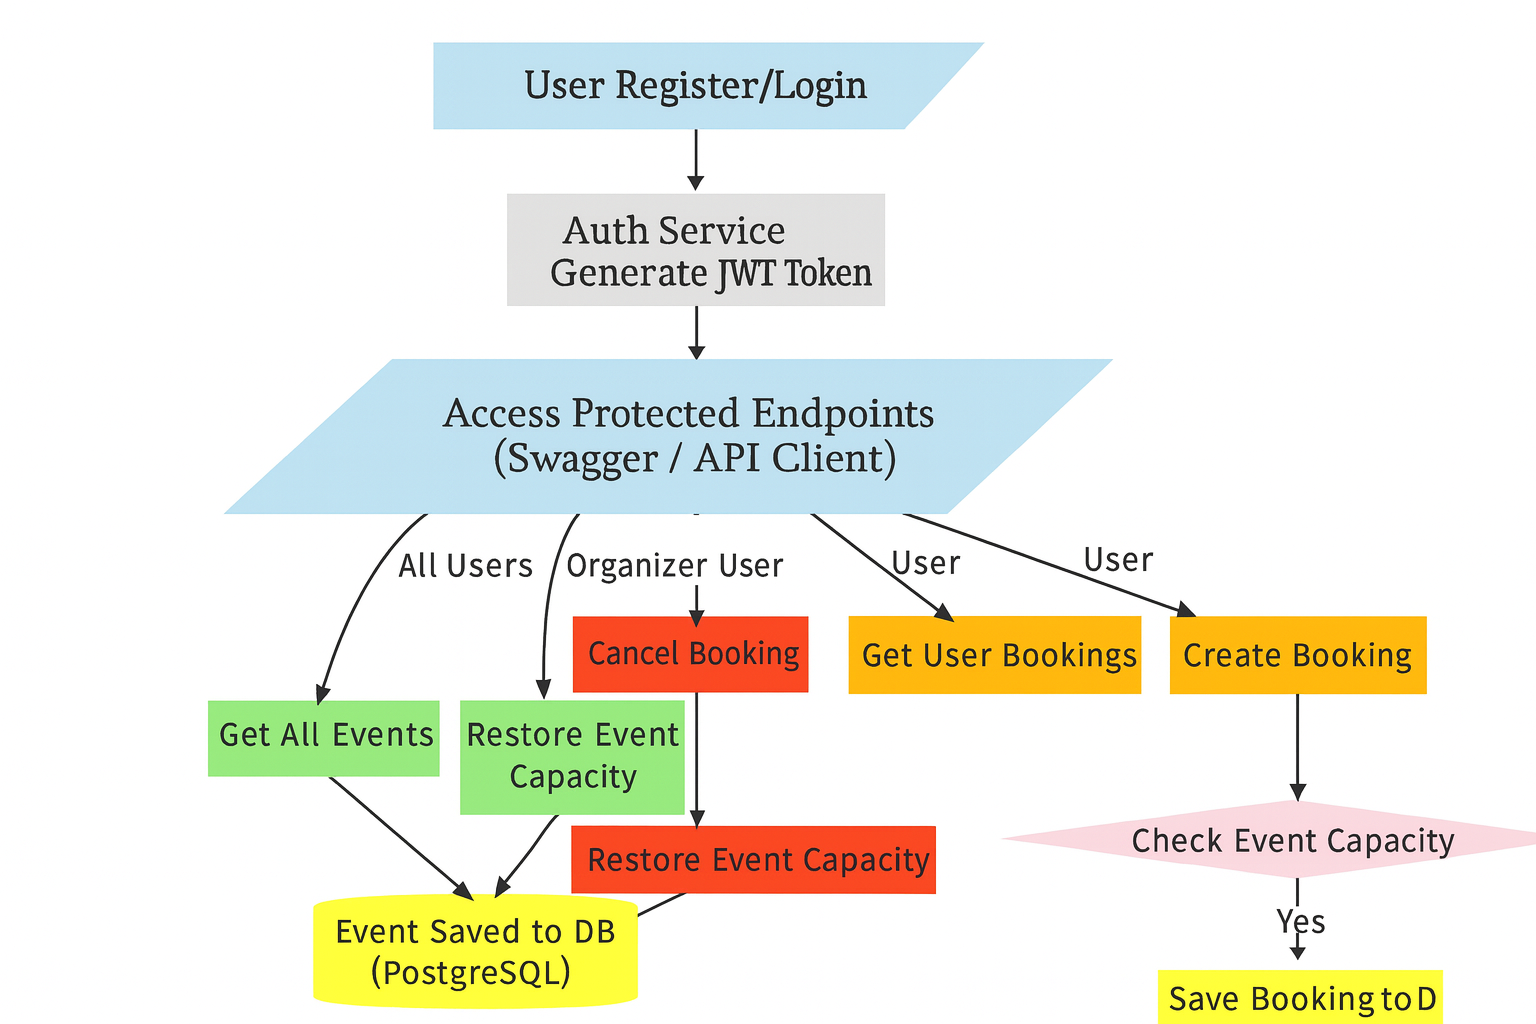 User Register/Login
Auth Service
Generate JWT Token
Access Protected Endpoints
(Swagger / API Client)
All Users
Organizer User
User
User
Cancel Booking
Get User Bookings
Create Booking
Get All Events
Restore Event
Capacity
Check Event Capacity
Restore Event Capacity
Yes
Event Saved to DB
(PostgreSQL)
Save Booking to D